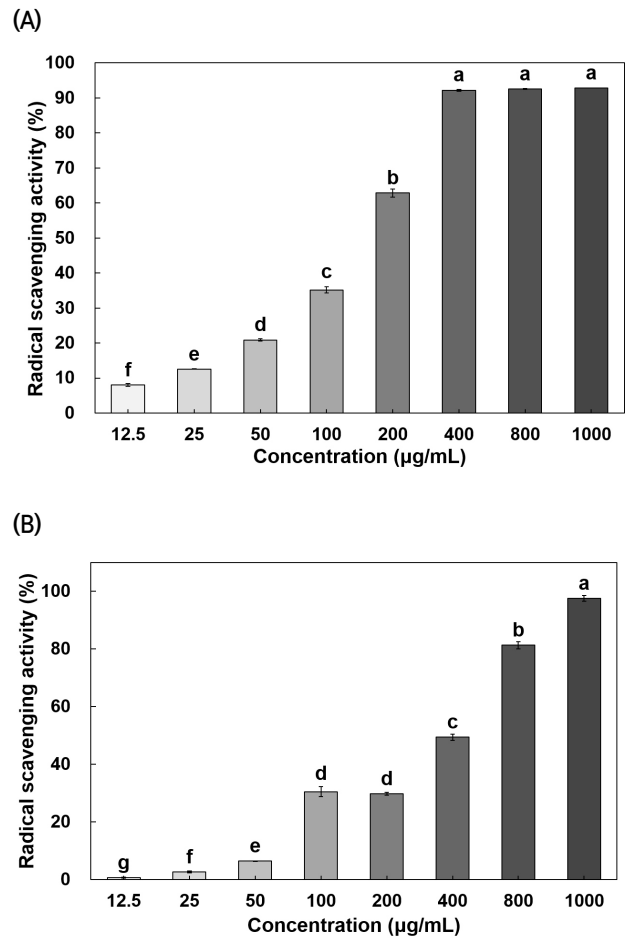 (A)
Radical scavenging activity (%)
100
90
80
70
60
50
40
30
20
10
0
f
e
d
c
b
a
a
a
12.5 25 50 100 200 400 800 1000
Concentration (μg/mL)
(B)
Radical scavenging activity (%)
100
80
60
40
20
0
g
f
e
d
d
c
b
a
12.5 25 50 100 200 400 800 1000
Concentration (μg/mL)